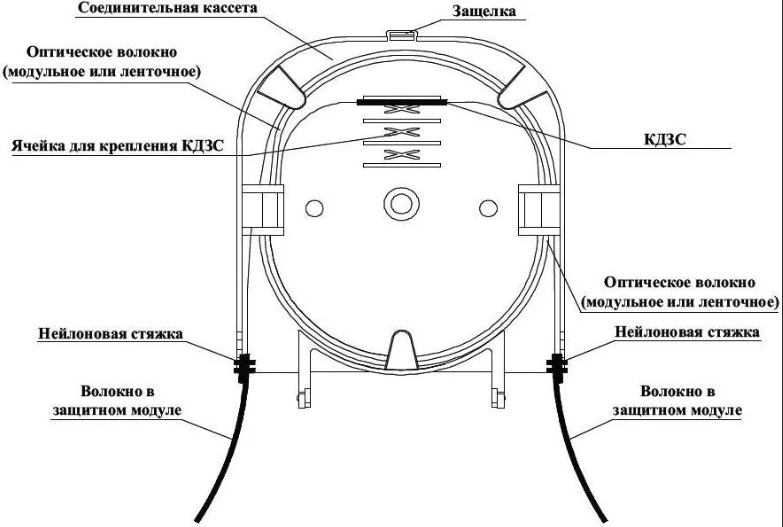 Соединительная кассета
Защелка
Оптическое волокно
(модульное или ленточное)
Ячейка для крепления КДЗС
КДЗС
Оптическое волокно
(модульное или ленточное)
Нейлоновая стяжка
Нейлоновая стяжка
Волокно в
защитном модуле
Волокно в
защитном модуле